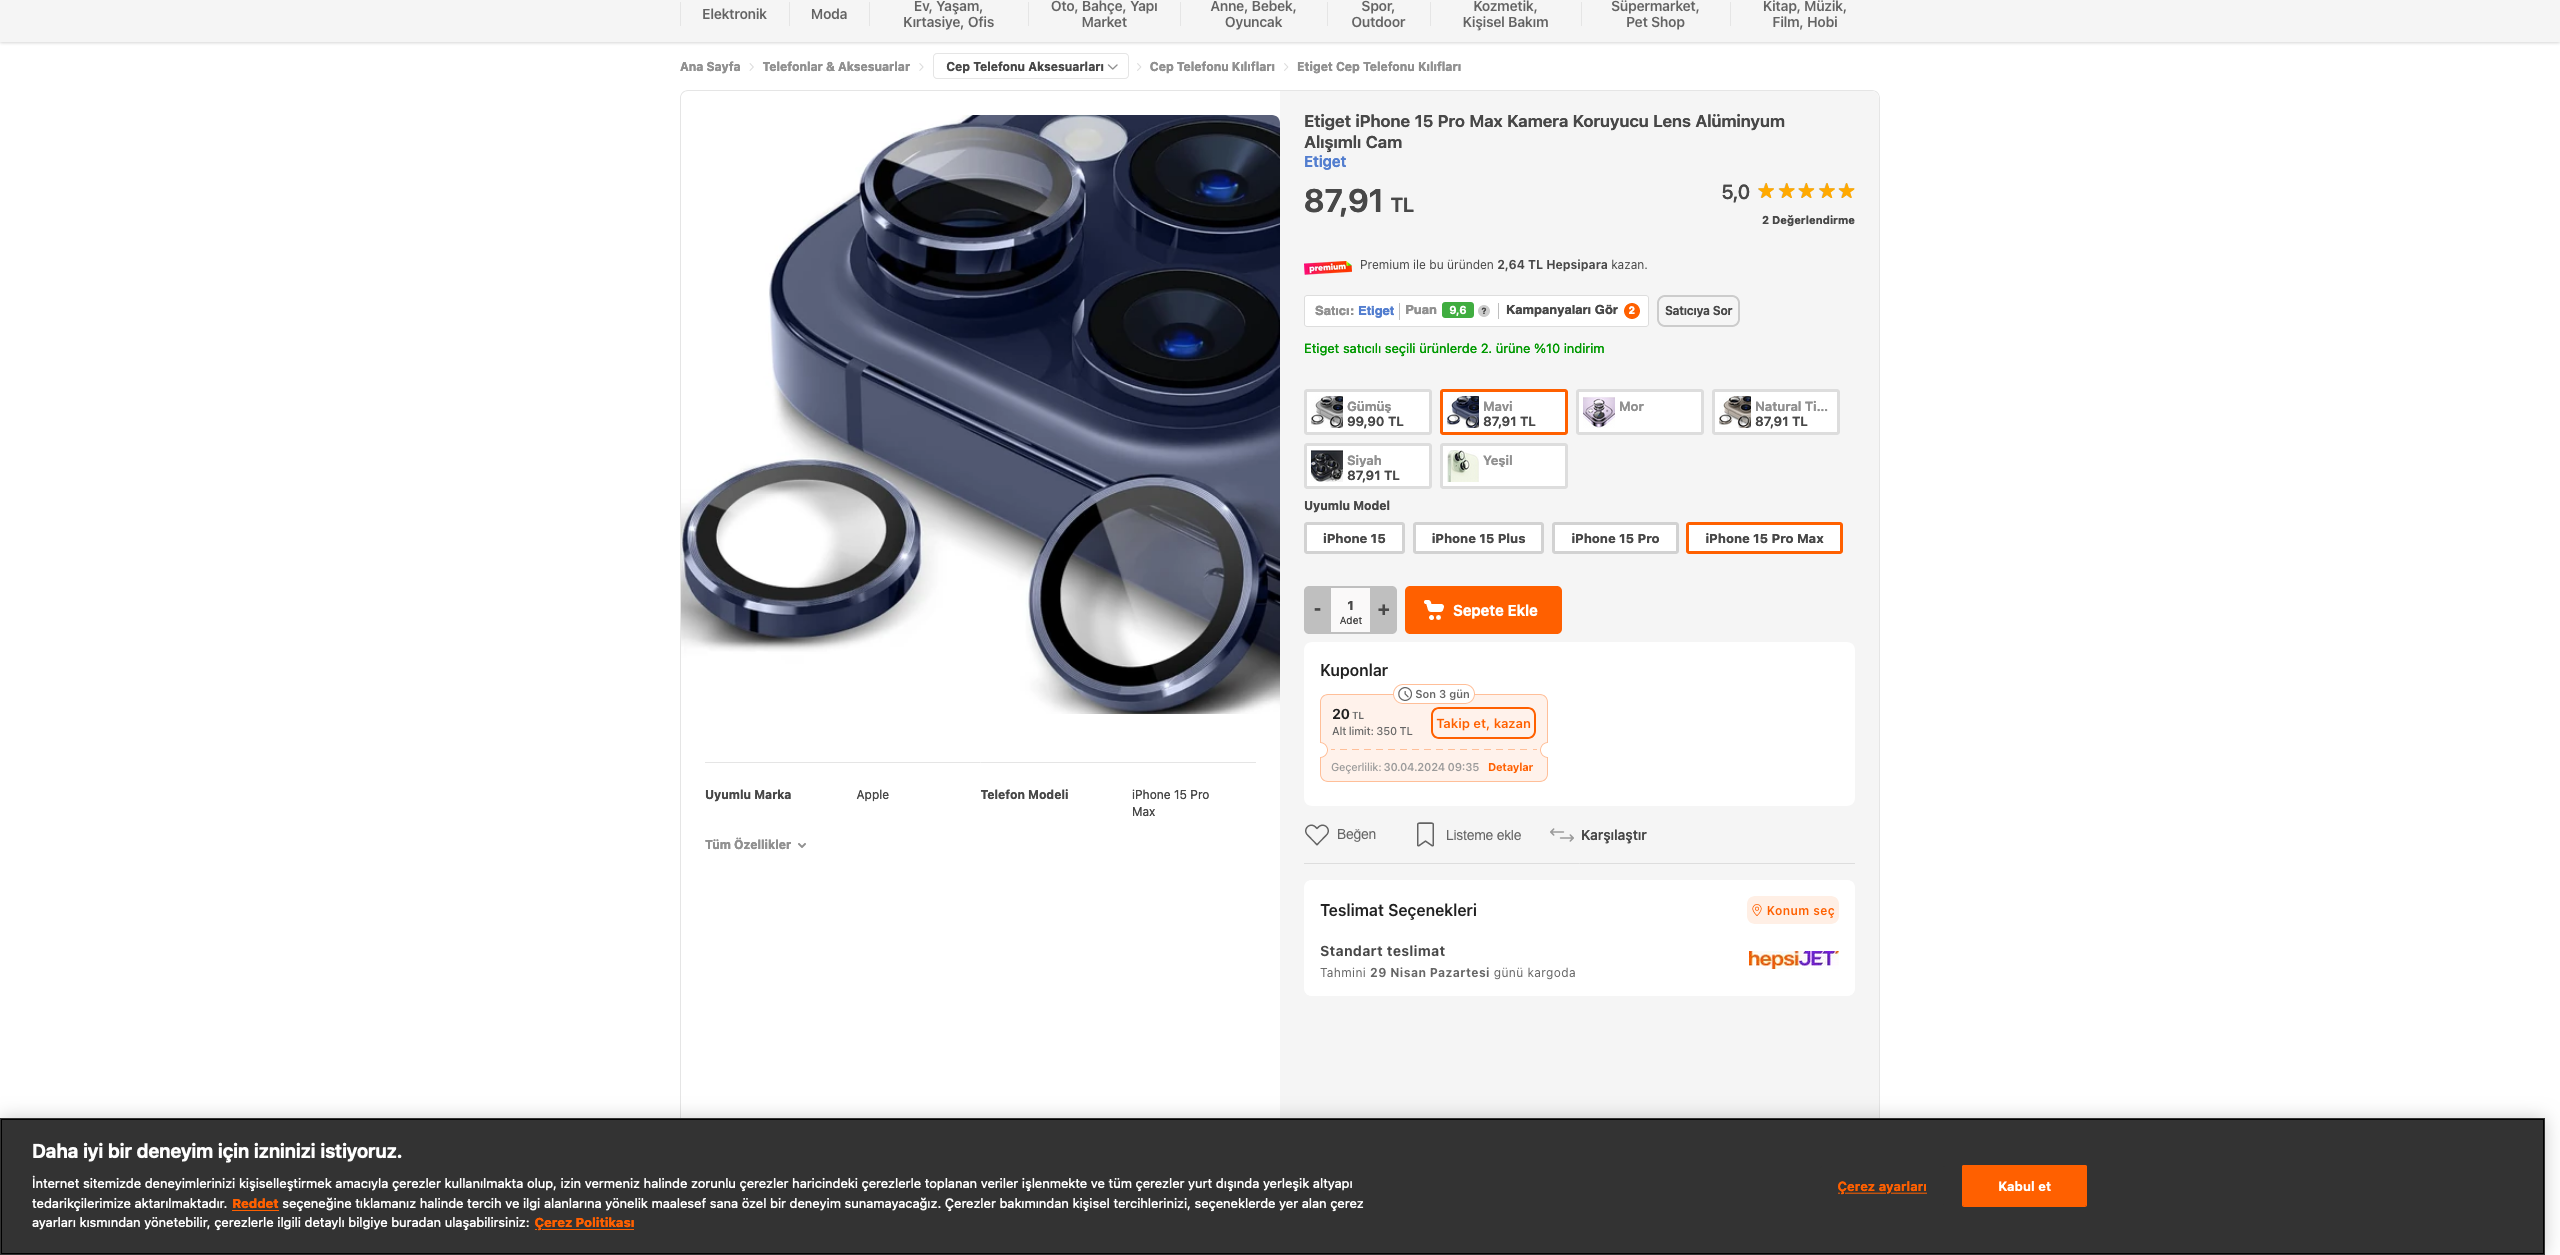 Elektronik
Moda
Ev, Yaşam,
Kırtasiye, Ofis
Oto, Bahçe, Yapı
Market
Anne, Bebek,
Oyuncak
Spor,
Outdoor
Kozmetik,
Kişisel Bakım
Süpermarket,
Pet Shop
Kitap, Müzik,
Film, Hobi
Ana Sayfa
Telefonlar & Aksesuarlar
Cep Telefonu Aksesuarları
Cep Telefonu Kılıfları
Etiget Cep Telefonu Kılıfları
Etiget iPhone 15 Pro Max Kamera Koruyucu Lens Alüminyum
Alışımlı Cam
Etiget
87,91 TL
5,0
2 Değerlendirme
premium
Premium ile bu üründen 2,64 TL Hepsipara kazan.
Satıcı: Etiget
Puan 9,6 ?
Kampanyaları Gör 2
Satıcıya Sor
Etiget satıcılı seçili ürünlerde 2. ürüne %10 indirim
Gümüş
99,90 TL
Mavi
87,91 TL
Mor
Natural Ti...
87,91 TL
Siyah
87,91 TL
Yeşil
Uyumlu Model
iPhone 15
iPhone 15 Plus
iPhone 15 Pro
iPhone 15 Pro Max
- 1 +
Adet
Sepete Ekle
Kuponlar
Son 3 gün
20 TL
Alt limit: 350 TL
Takip et, kazan
Geçerlilik: 30.04.2024 09:35
Detaylar
Beğen
Listeme ekle
Karşılaştır
Teslimat Seçenekleri
Konum seç
Standart teslimat
Tahmini 29 Nisan Pazartesi günü kargoda
hepsiJET
Uyumlu Marka
Apple
Telefon Modeli
iPhone 15 Pro
Max
Tüm Özellikler
Daha iyi bir deneyim için izninizi istiyoruz.
İnternet sitemizde deneyimlerinizi kişiselleştirmek amacıyla çerezler kullanılmakta olup, izin vermeniz halinde zorunlu çerezler haricindeki çerezlerle toplanan veriler işlenmekte ve tüm çerezler yurt dışında yerleşik altyapı
tedarikçilerimize aktarılmaktadır. Reddet seçeneğine tıklamanız halinde tercih ve ilgi alanlarına yönelik maalesef sana özel bir deneyim sunamayacağız. Çerezler bakımından kişisel tercihlerinizi, seçeneklerde yer alan çerez
ayarları kısmından yönetebilir, çerezlerle ilgili detaylı bilgiye buradan ulaşabilirsiniz: Çerez Politikası
Çerez ayarları
Kabul et